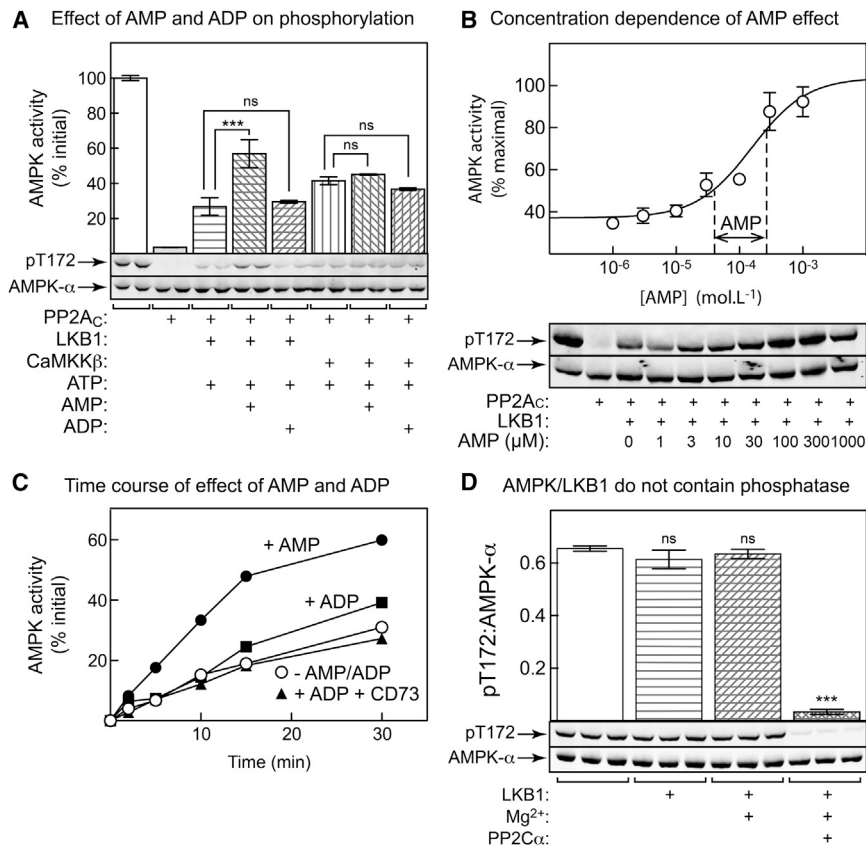 A Effect of AMP and ADP on phosphorylation
AMPK activity
(% initial)
100
80
60
40
20
ns
***
ns
ns
pT172
AMPK-α
PP2AC: + + + + + + +
LKB1: + + +
CaMKKβ: + + +
ATP: + + + + + +
AMP: + +
ADP: + +
B Concentration dependence of AMP effect
AMPK activity
(% maximal)
100
80
60
40
AMP
10-6 10-5 10-4 10-3
[AMP] (mol.L-1)
pT172
AMPK-α
PP2AC: + + + + + + + + +
LKB1: + + + + + + + +
AMP (µM) 0 1 3 10 30 100 300 1000
C Time course of effect of AMP and ADP
AMPK activity
(% initial)
60
40
20
+ AMP
+ ADP
- AMP/ADP
+ ADP + CD73
10 20 30
Time (min)
D AMPK/LKB1 do not contain phosphatase
pT172:AMPK-α
0.6
0.4
0.2
ns
ns
***
pT172
AMPK-α
LKB1: + + +
Mg2+: + +
PP2Cα: +